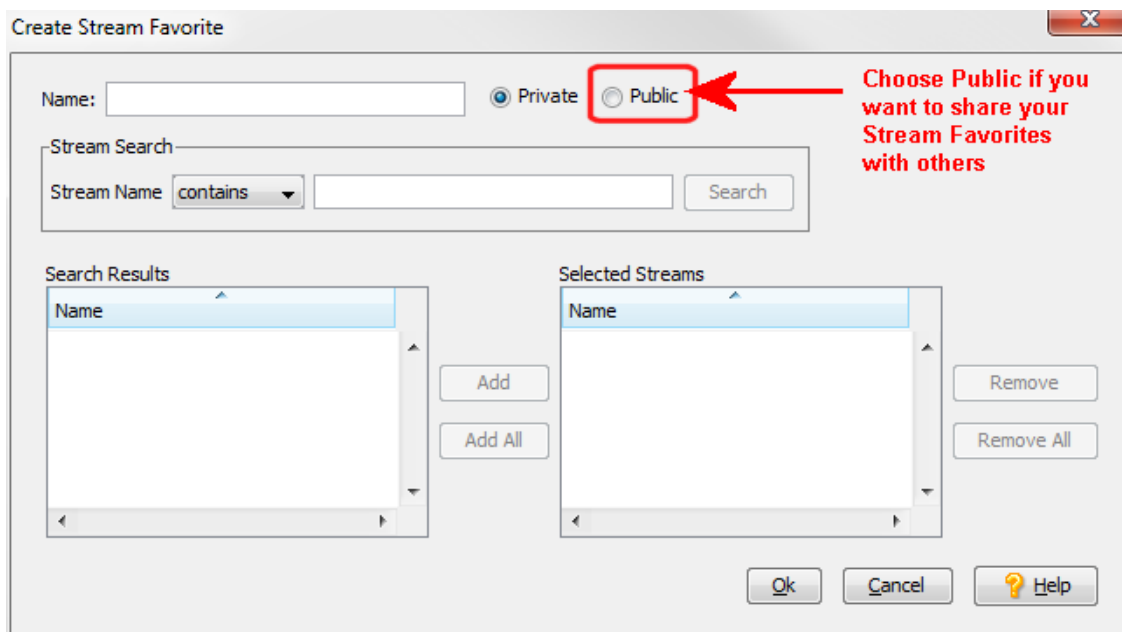 Create Stream Favorite
X
Name:
Private
Public
Choose Public if you
want to share your
Stream Favorites
with others
Stream Search
Stream Name
contains
Search
Search Results
Selected Streams
Name
Name
Add
Add All
Remove
Remove All
Ok
Cancel
? Help